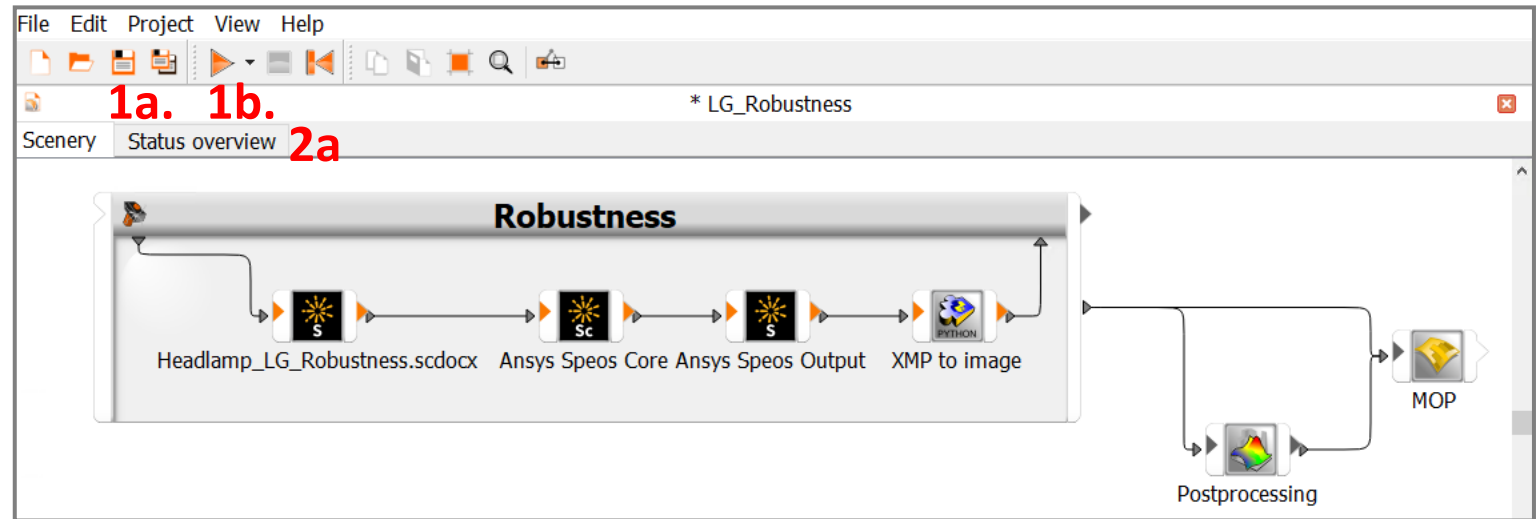 File Edit Project View Help
1a. 1b.
* LG_Robustness
Scenery Status overview 2a
Robustness
S Sc S PYTHON
Headlamp_LG_Robustness.scdocx Ansys Speos Core Ansys Speos Output XMP to image
MOP
Postprocessing